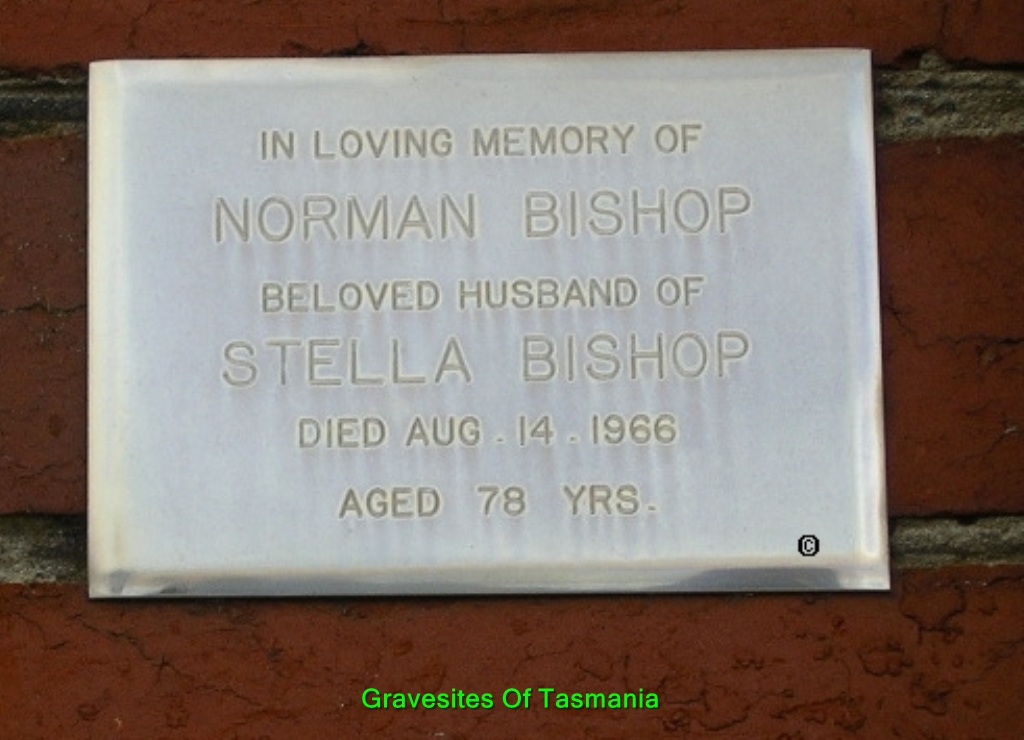 IN LOVING MEMORY OF
NORMAN BISHOP
BELOVED HUSBAND OF
STELLA BISHOP
DIED AUG . 14 . 1966
AGED 78 YRS.
©
Gravesites Of Tasmania